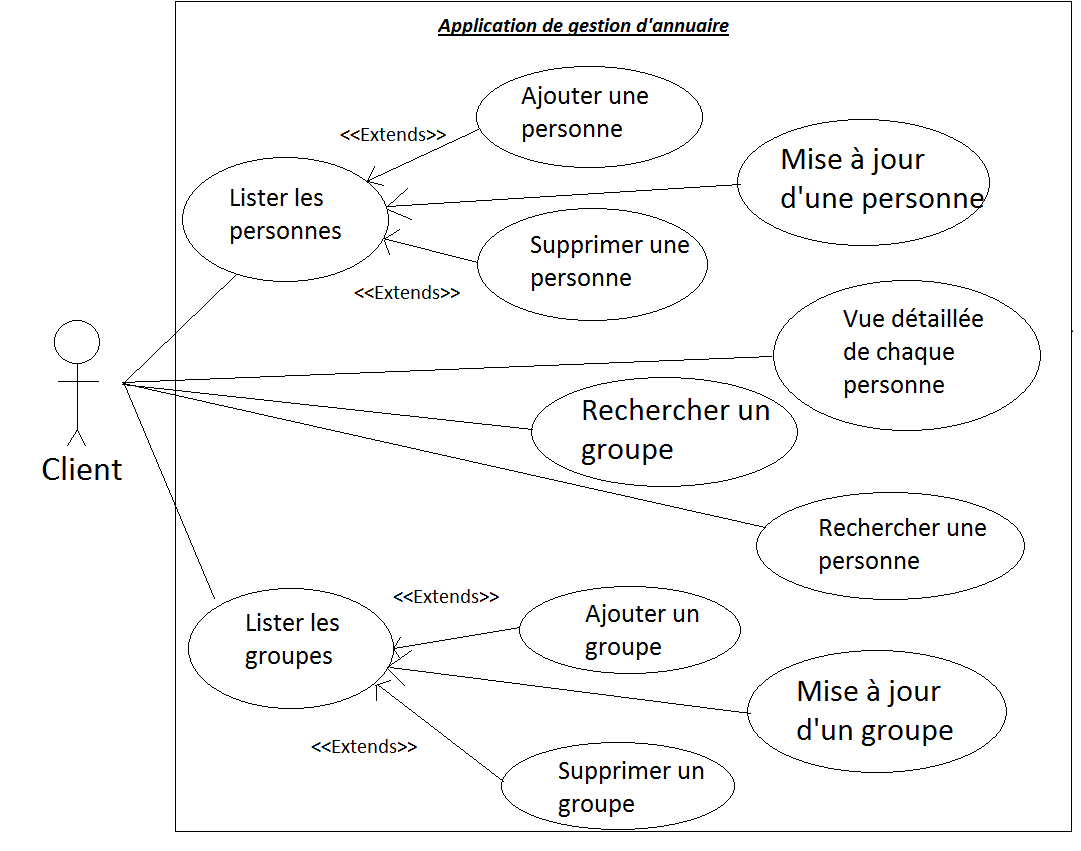 Application de gestion d'annuaire
Ajouter une
personne
<<Extends>>
Mise à jour
d'une personne
Lister les
personnes
Supprimer une
personne
<<Extends>>
Vue détaillée
de chaque
personne
Rechercher un
groupe
Client
Rechercher une
personne
<<Extends>>
Ajouter un
groupe
Lister les
groupes
Mise à jour
d'un groupe
<<Extends>>
Supprimer un
groupe